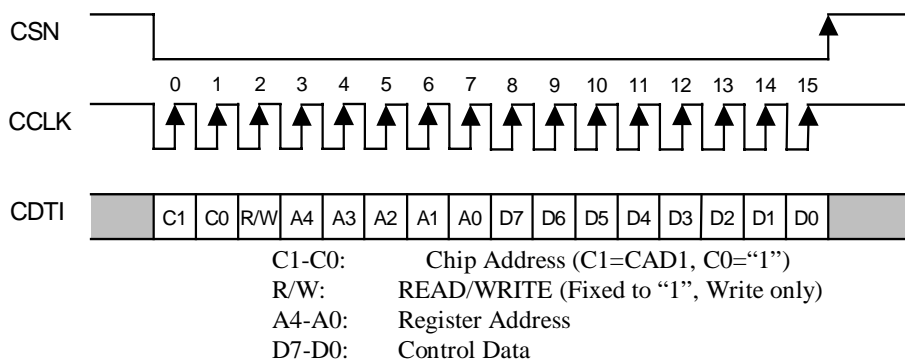 CSN
0 1 2 3 4 5 6 7 8 9 10 11 12 13 14 15
CCLK
CDTI C1 C0 R/W A4 A3 A2 A1 A0 D7 D6 D5 D4 D3 D2 D1 D0
C1-C0: Chip Address (C1=CAD1, C0=“1”)
R/W: READ/WRITE (Fixed to “1”, Write only)
A4-A0: Register Address
D7-D0: Control Data